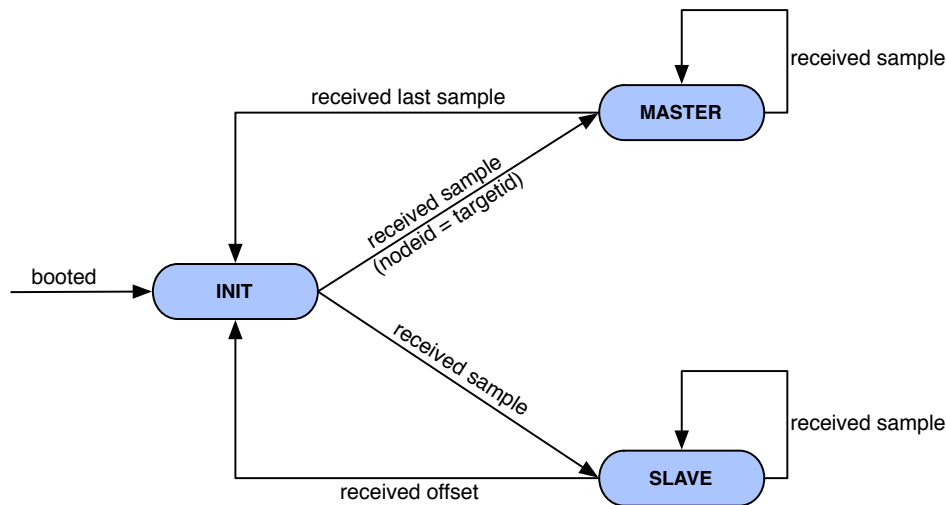 received sample
received last sample
MASTER
received sample
(nodeid = targetid)
booted
INIT
received sample
received sample
SLAVE
received offset